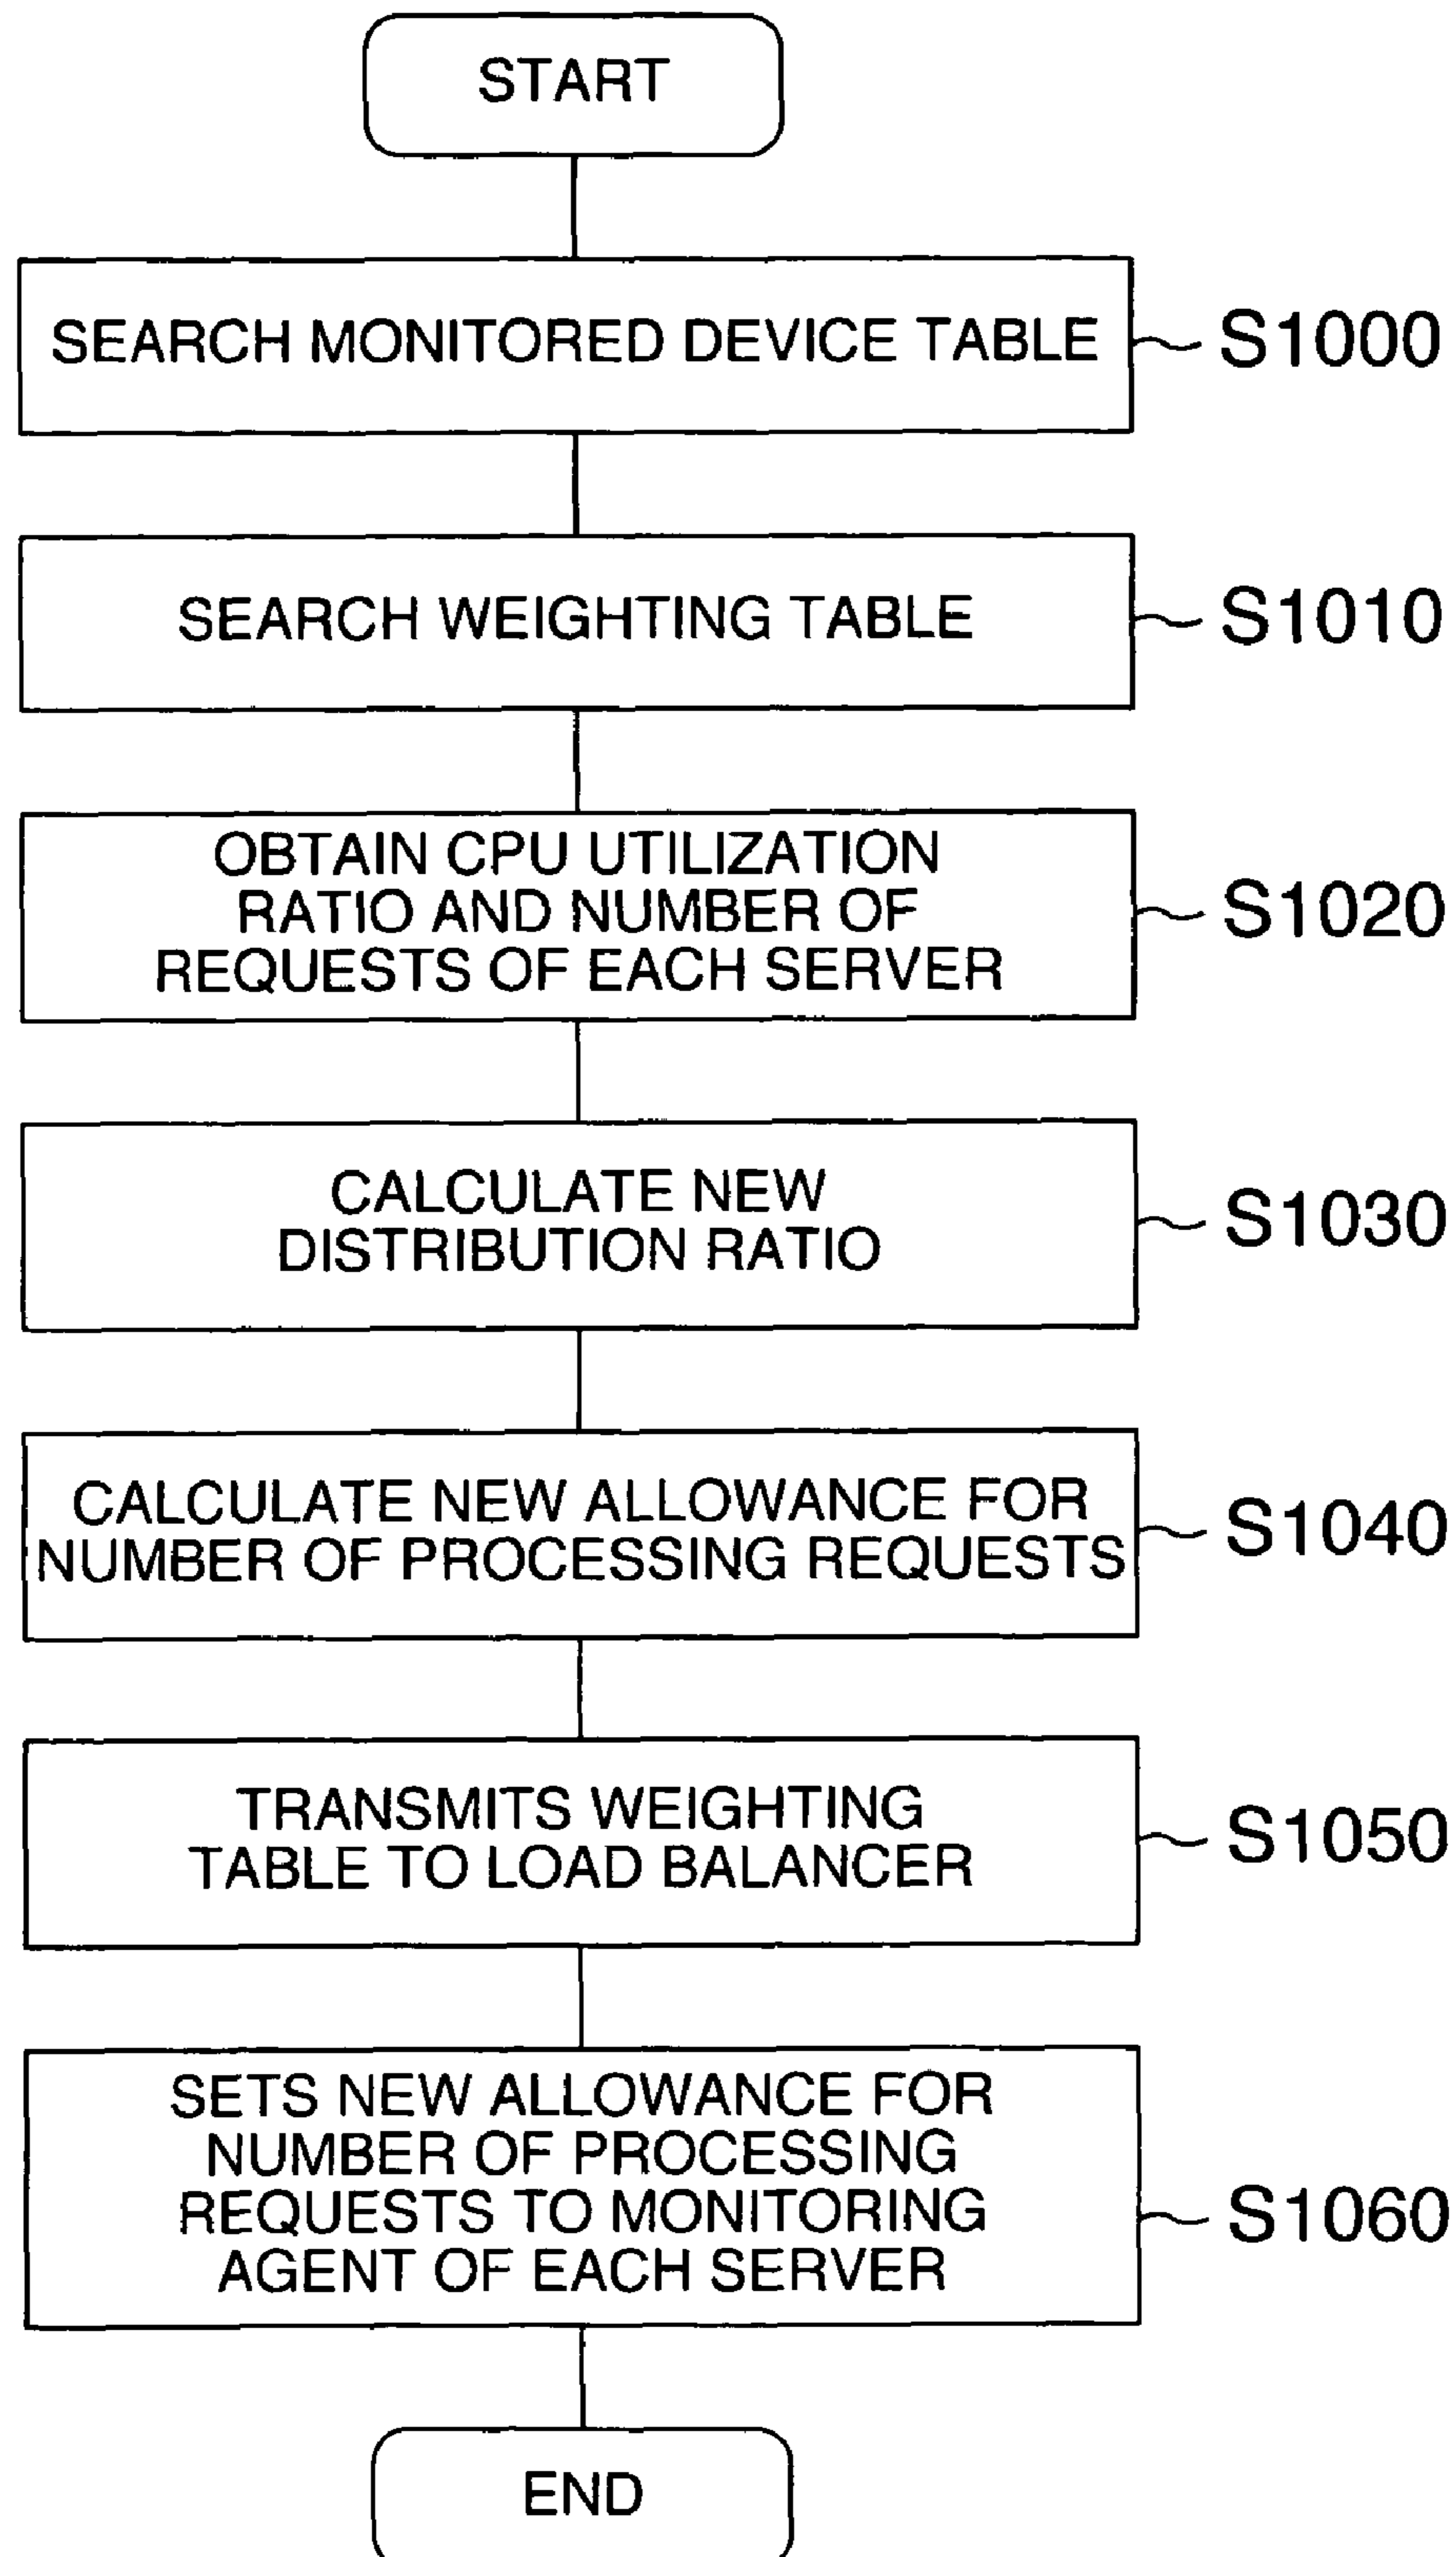 START
SEARCH MONITORED DEVICE TABLE
S1000
SEARCH WEIGHTING TABLE
S1010
OBTAIN CPU UTILIZATION
RATIO AND NUMBER OF
REQUESTS OF EACH SERVER
S1020
CALCULATE NEW
DISTRIBUTION RATIO
S1030
CALCULATE NEW ALLOWANCE FOR
NUMBER OF PROCESSING REQUESTS
S1040
TRANSMITS WEIGHTING
TABLE TO LOAD BALANCER
S1050
SETS NEW ALLOWANCE FOR
NUMBER OF PROCESSING
REQUESTS TO MONITORING
AGENT OF EACH SERVER
S1060
END